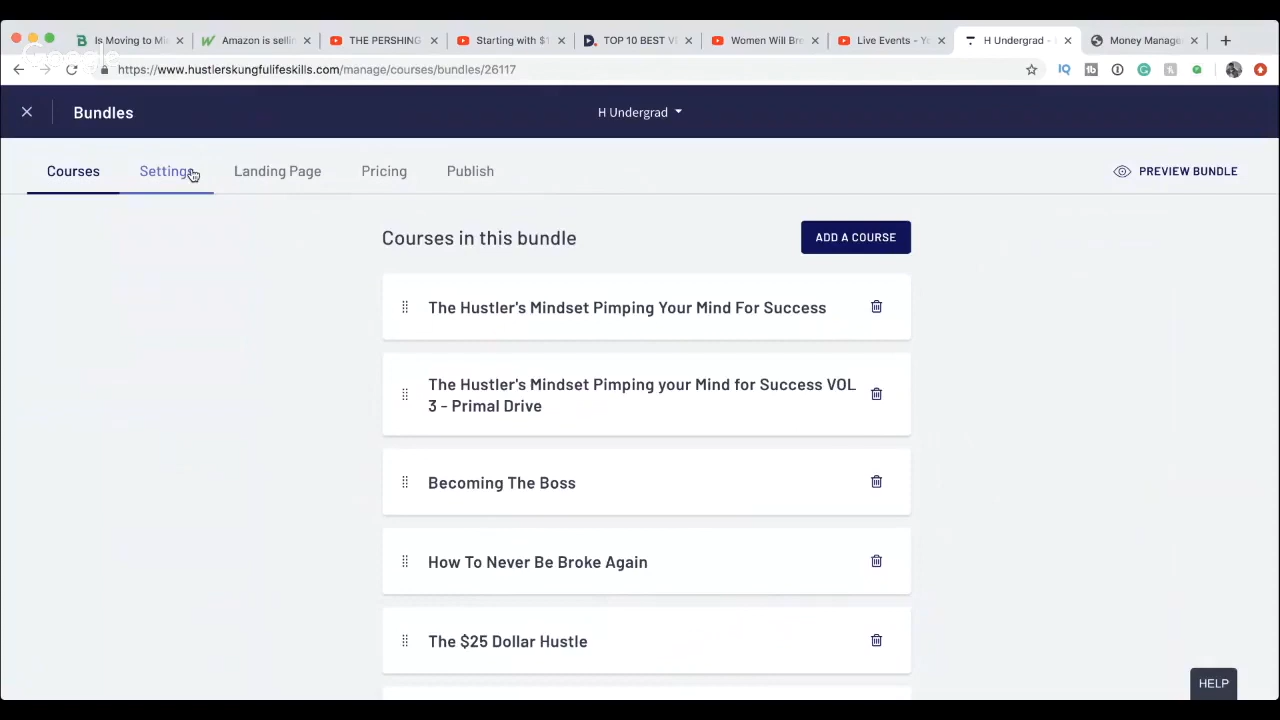 Is Moving to Mi
Amazon is sellin
THE PERSHING
Starting with $1
TOP 10 BEST V
Women Will Bre
Live Events - Yo
H Undergrad -
Money Manage
Google
https://www.hustlerskungfulifeskills.com/manage/courses/bundles/26117
Bundles
H Undergrad
Courses
Settings
Landing Page
Pricing
Publish
PREVIEW BUNDLE
Courses in this bundle
ADD A COURSE
The Hustler's Mindset Pimping Your Mind For Success
The Hustler's Mindset Pimping your Mind for Success VOL
3 - Primal Drive
Becoming The Boss
How To Never Be Broke Again
The $25 Dollar Hustle
HELP